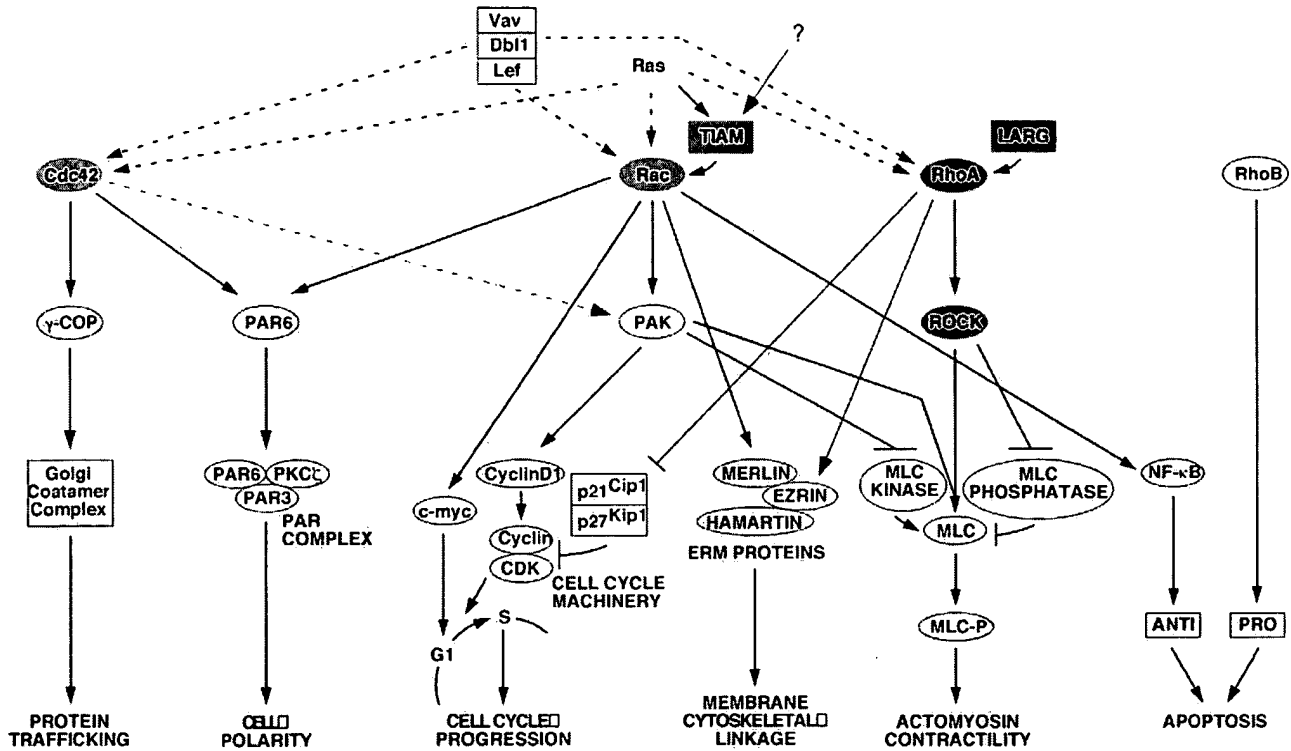 Vav
Dbl1
Lef
Ras
?
TIAM
LARG
Cdc42
Rac
RhoA
RhoB
γ-COP
PAR6
PAK
ROCK
Golgi
Coatamer
Complex
PAR6
PKCζ
PAR3
PAR
COMPLEX
c-myc
CyclinD1
p21Cip1
p27Kip1
Cyclin
CDK
CELL CYCLE
MACHINERY
S
G1
MERLIN
EZRIN
HAMARTIN
ERM PROTEINS
MLC
KINASE
MLC
PHOSPHATASE
MLC
MLC-P
NF-κB
ANTI
PRO
PROTEIN
TRAFFICKING
CELL
POLARITY
CELL CYCLE
PROGRESSION
MEMBRANE
CYTOSKELETAL
LINKAGE
ACTOMYOSIN
CONTRACTILITY
APOPTOSIS